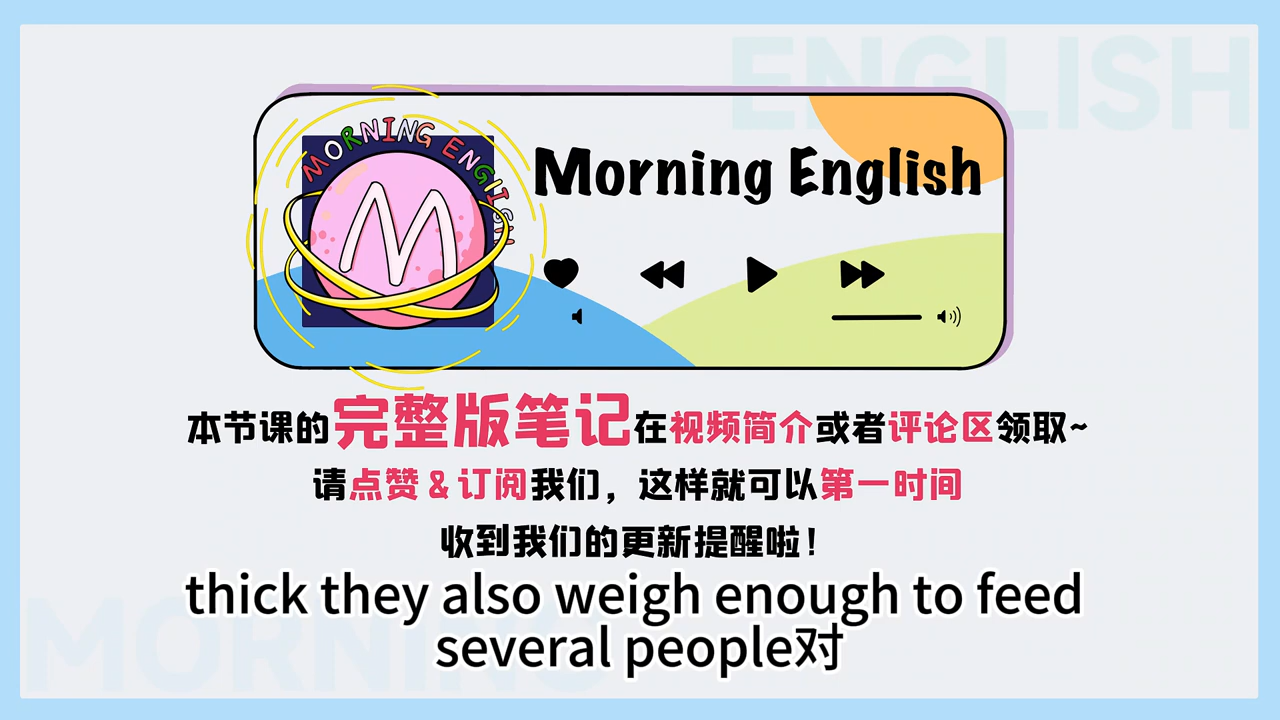 ENGLISH
MORNING ENGLISH
M
Morning English
本节课的完整版笔记在视频简介或者评论区领取~
请点赞&订阅我们，这样就可以第一时间
收到我们的更新提醒啦！
thick they also weigh enough to feed
several people对
MORNING